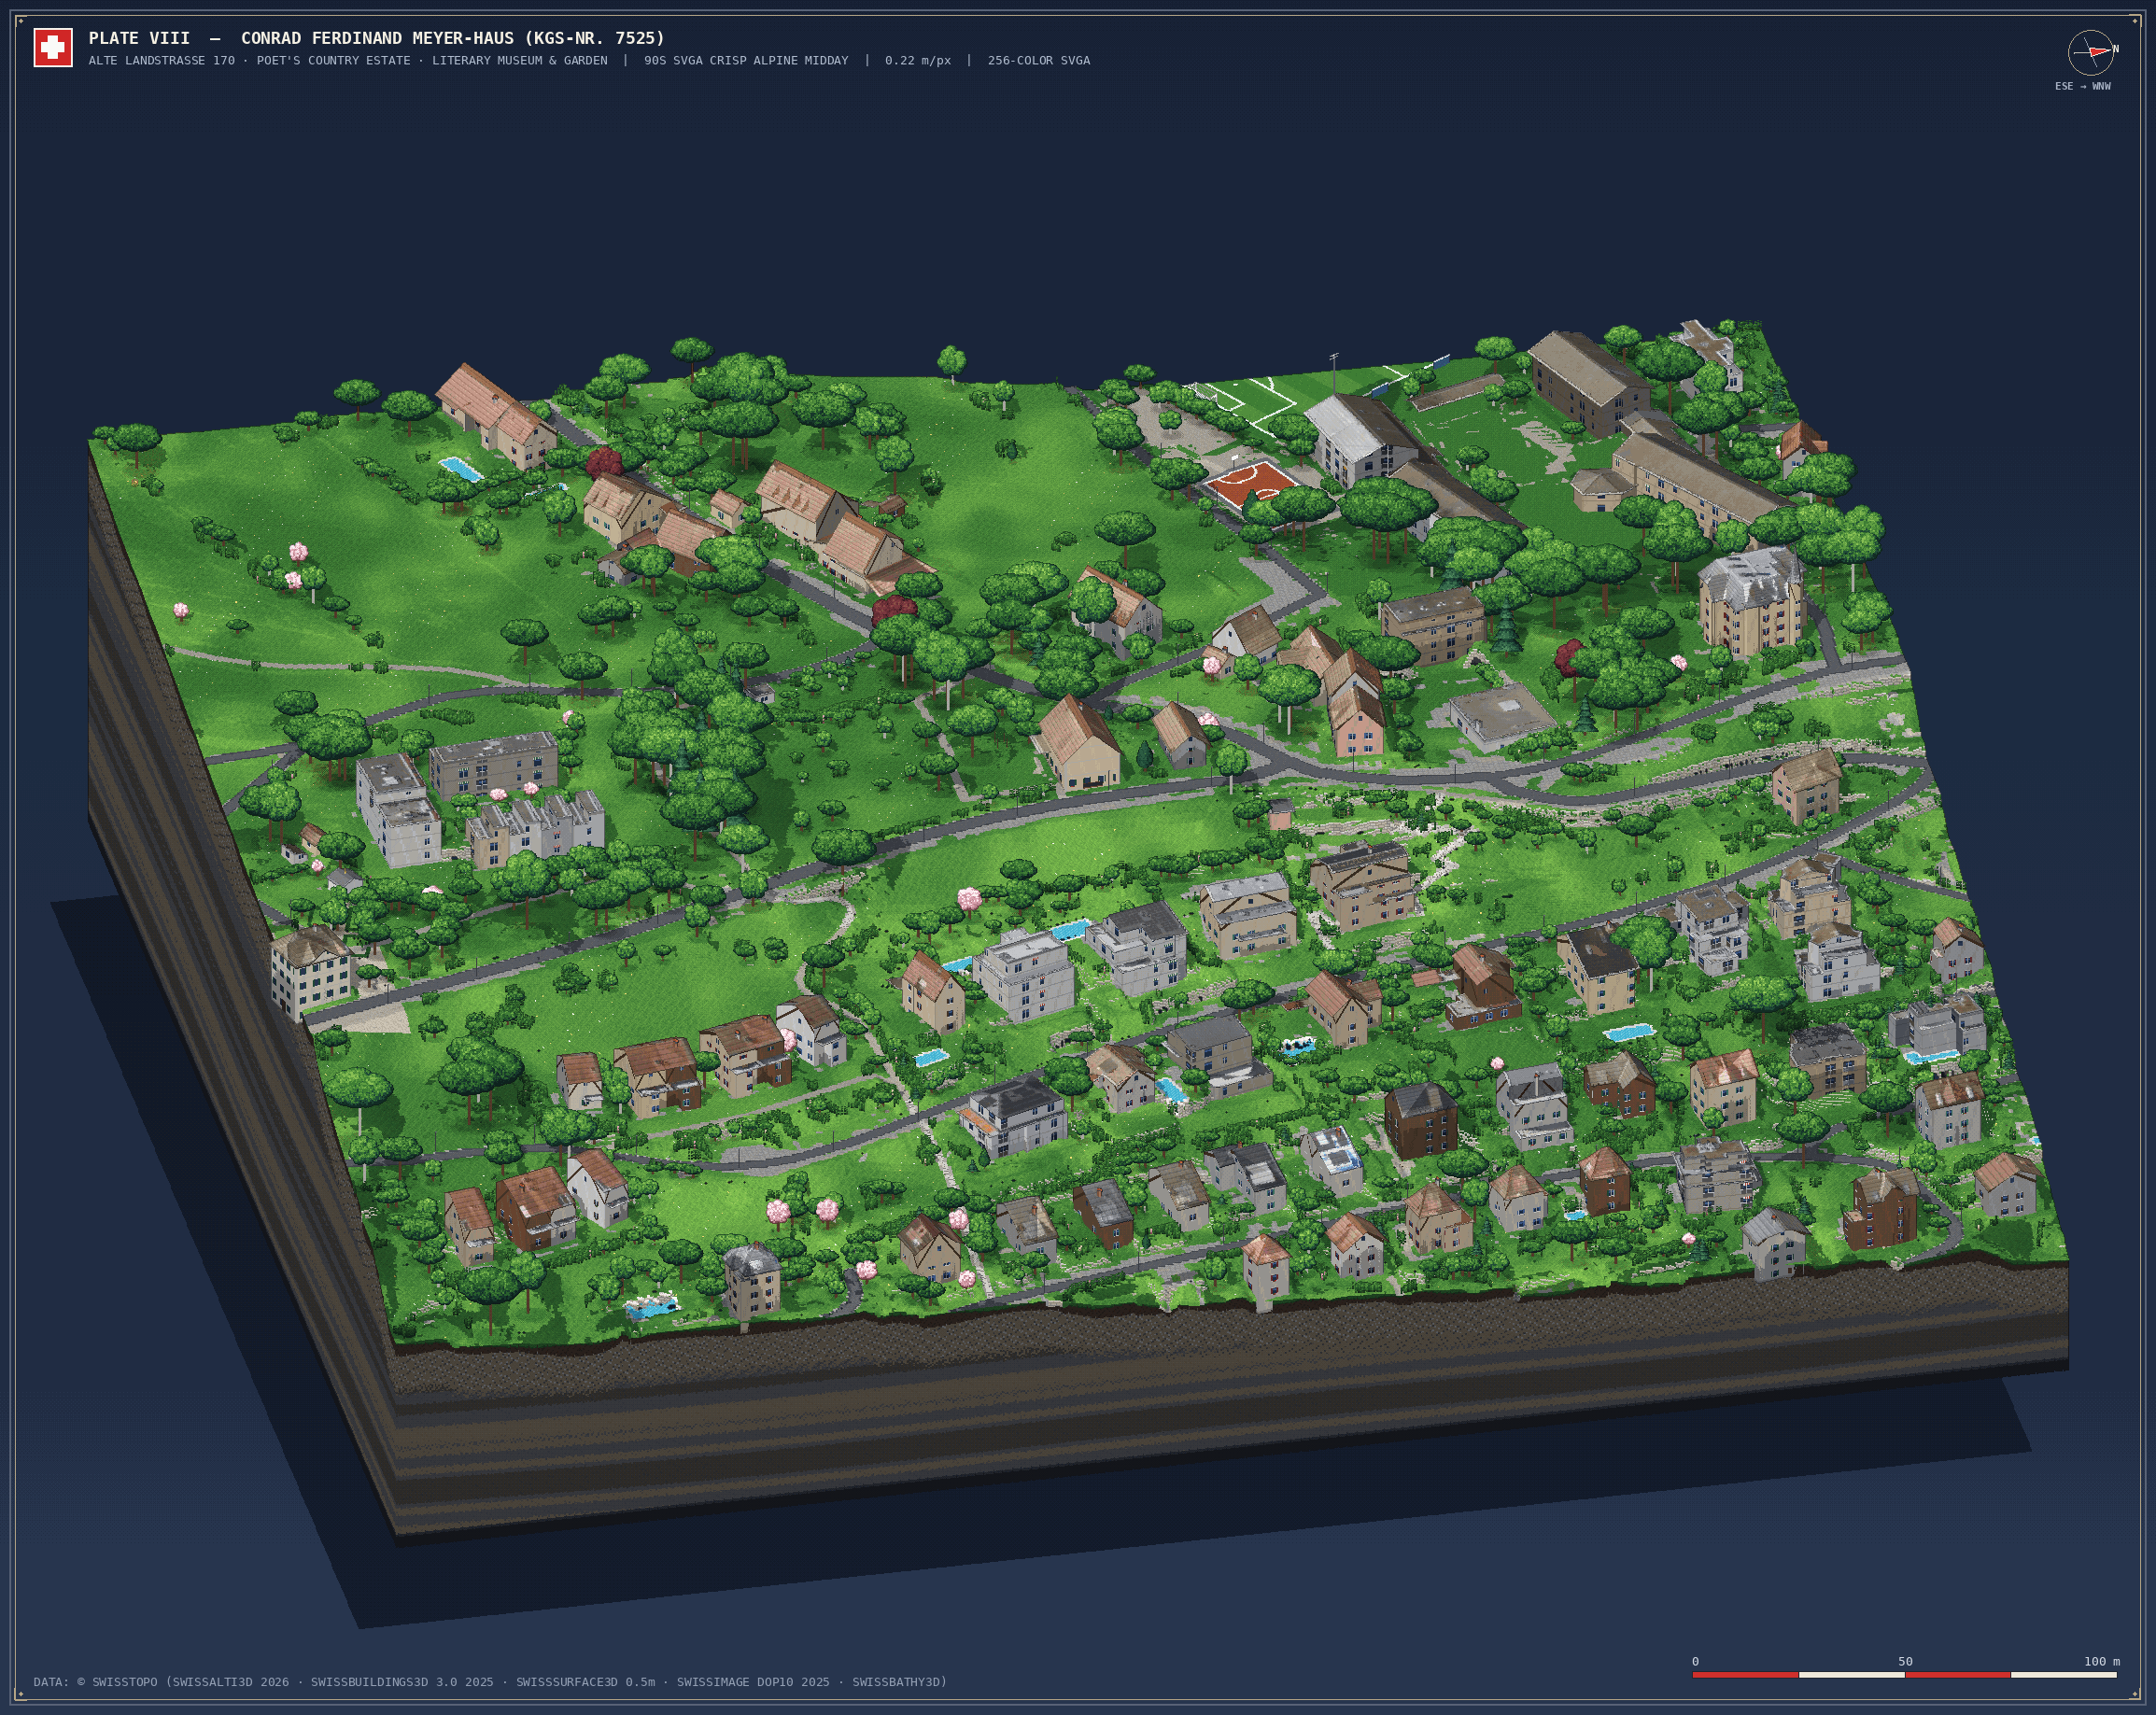 PLATE VIII — CONRAD FERDINAND MEYER-HAUS (KGS-NR. 7525)
ALTE LANDSTRASSE 170 · POET'S COUNTRY ESTATE · LITERARY MUSEUM & GARDEN | 90S SVGA CRISP ALPINE MIDDAY | 0.22 m/px | 256-COLOR SVGA
N
ESE → WNW
0 50 100 m
DATA: © SWISSTOPO (SWISSALTI3D 2026 · SWISSBUILDINGS3D 3.0 2025 · SWISSSURFACE3D 0.5m · SWISSIMAGE DOP10 2025 · SWISSBATHY3D)